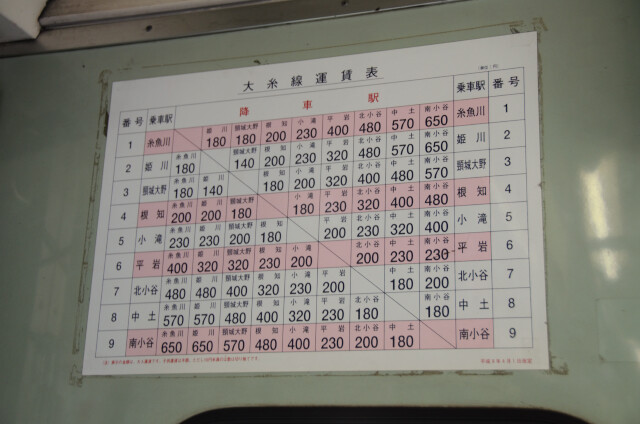 大糸線運賃表
(単位:円)
番号 乗車駅 降車駅 乗車駅 番号
1 糸魚川 姫川 180 頸城大野 180 根知 200 小滝 230 平岩 400 北小谷 480 中土 570 南小谷 650 糸魚川 1
2 姫川 糸魚川 180 頸城大野 140 根知 200 小滝 230 平岩 320 北小谷 480 中土 570 南小谷 650 姫川 2
3 頸城大野 糸魚川 180 姫川 140 根知 180 小滝 200 平岩 320 北小谷 400 中土 480 南小谷 570 頸城大野 3
4 根知 糸魚川 200 姫川 200 頸城大野 180 小滝 180 平岩 230 北小谷 320 中土 400 南小谷 480 根知 4
5 小滝 糸魚川 230 姫川 230 頸城大野 200 根知 180 平岩 200 北小谷 230 中土 320 南小谷 400 小滝 5
6 平岩 糸魚川 400 姫川 320 頸城大野 320 根知 230 小滝 200 北小谷 200 中土 230 南小谷 230 平岩 6
7 北小谷 糸魚川 480 姫川 480 頸城大野 400 根知 320 小滝 230 平岩 200 中土 180 南小谷 200 北小谷 7
8 中土 糸魚川 570 姫川 570 頸城大野 480 根知 400 小滝 320 平岩 230 北小谷 180 南小谷 180 中土 8
9 南小谷 糸魚川 650 姫川 650 頸城大野 570 根知 480 小滝 400 平岩 230 北小谷 200 中土 180 南小谷 9